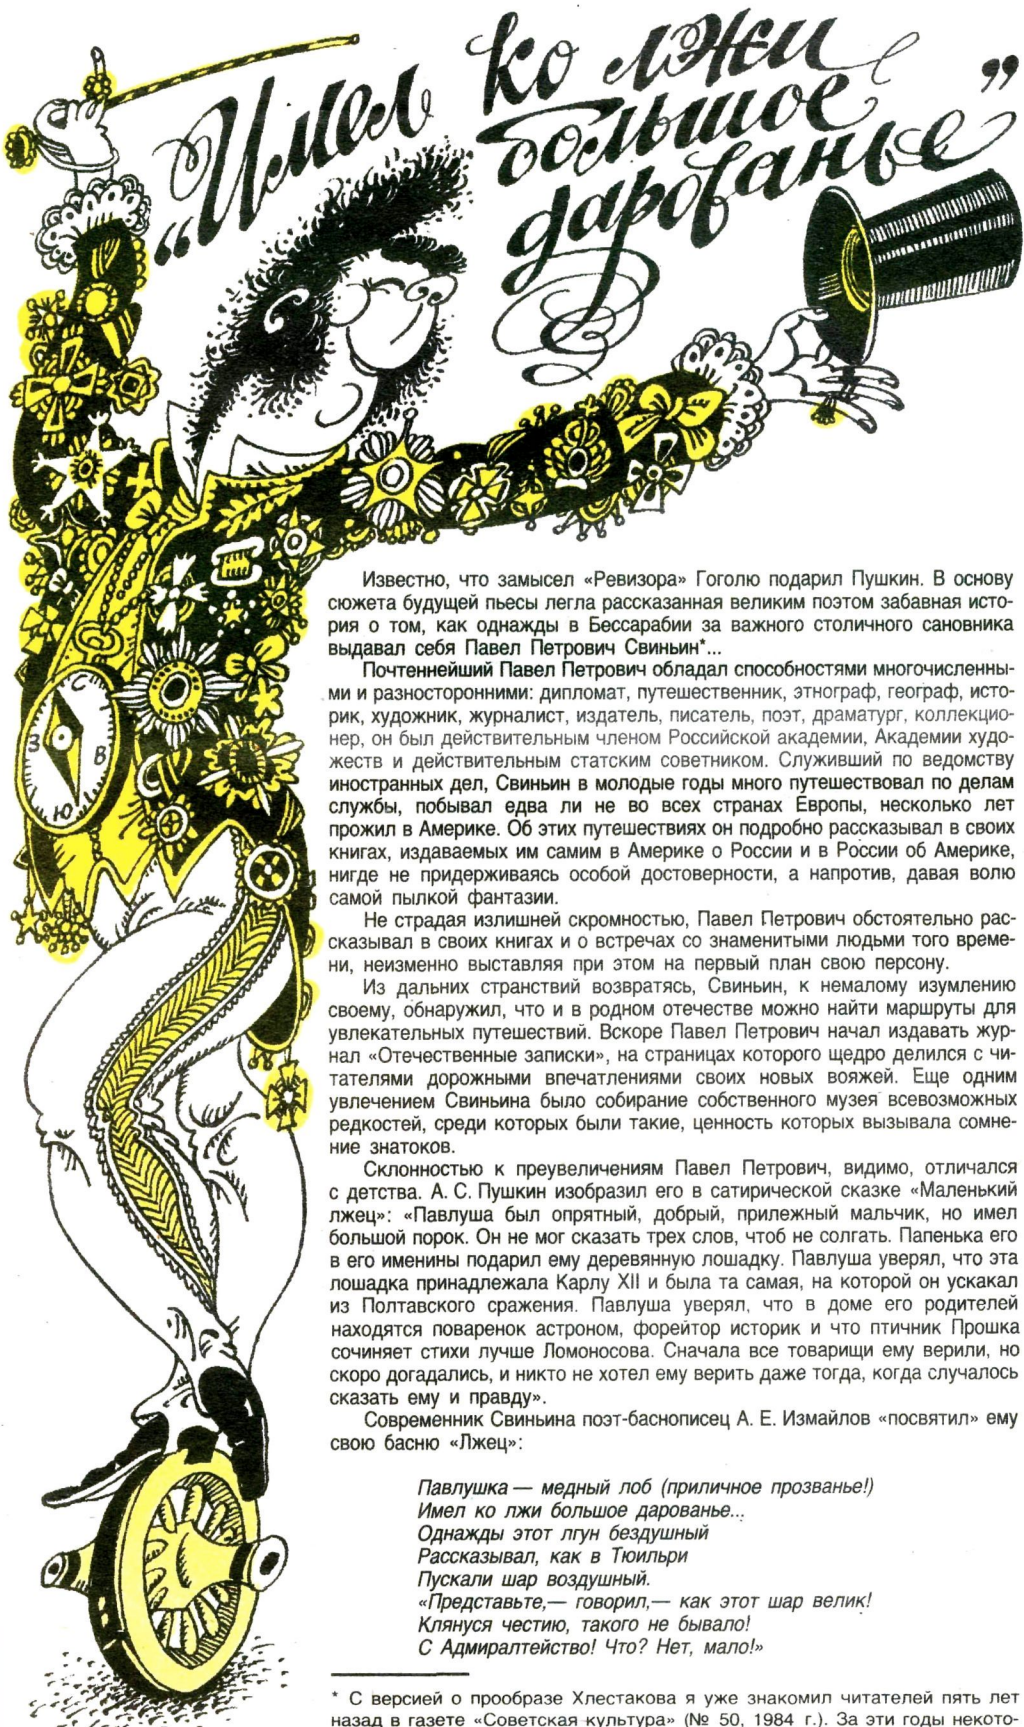 „Имел ко лжи
большое
дарованье”
Известно, что замысел «Ревизора» Гоголю подарил Пушкин. В основу
сюжета будущей пьесы легла рассказанная великим поэтом забавная исто-
рия о том, как однажды в Бессарабии за важного столичного сановника
выдавал себя Павел Петрович Свиньин*...
Почтеннейший Павел Петрович обладал способностями многочисленны-
ми и разносторонними: дипломат, путешественник, этнограф, географ, исто-
рик, художник, журналист, издатель, писатель, поэт, драматург, коллекцио-
нер, он был действительным членом Российской академии, Академии худо-
жеств и действительным статским советником. Служивший по ведомству
иностранных дел, Свиньин в молодые годы много путешествовал по делам
службы, побывал едва ли не во всех странах Европы, несколько лет
прожил в Америке. Об этих путешествиях он подробно рассказывал в своих
книгах, издаваемых им самим в Америке о России и в России об Америке,
нигде не придерживаясь особой достоверности, а напротив, давая волю
самой пылкой фантазии.
Не страдая излишней скромностью, Павел Петрович обстоятельно рас-
сказывал в своих книгах и о встречах со знаменитыми людьми того време-
ни, неизменно выставляя при этом на первый план свою персону.
Из дальних странствий возвратясь, Свиньин, к немалому изумлению
своему, обнаружил, что и в родном отечестве можно найти маршруты для
увлекательных путешествий. Вскоре Павел Петрович начал издавать жур-
нал «Отечественные записки», на страницах которого щедро делился с чи-
тателями дорожными впечатлениями своих новых вояжей. Еще одним
увлечением Свиньина было собирание собственного музея всевозможных
редкостей, среди которых были такие, ценность которых вызывала сомне-
ние знатоков.
Склонностью к преувеличениям Павел Петрович, видимо, отличался
с детства. А. С. Пушкин изобразил его в сатирической сказке «Маленький
лжец»: «Павлуша был опрятный, добрый, прилежный мальчик, но имел
большой порок. Он не мог сказать трех слов, чтоб не солгать. Папенька его
в его именины подарил ему деревянную лошадку. Павлуша уверял, что эта
лошадка принадлежала Карлу XII и была та самая, на которой он ускакал
из Полтавского сражения. Павлуша уверял, что в доме его родителей
находятся поваренок астроном, форейтор историк и что птичник Прошка
сочиняет стихи лучше Ломоносова. Сначала все товарищи ему верили, но
скоро догадались, и никто не хотел ему верить даже тогда, когда случалось
сказать ему и правду».
Современник Свиньина поэт-баснописец А. Е. Измайлов «посвятил» ему
свою басню «Лжец»:
Павлушка — медный лоб (приличное прозванье!)
Имел ко лжи большое дарованье...
Однажды этот лгун бездушный
Рассказывал, как в Тюильри
Пускали шар воздушный.
«Представьте,— говорил,— как этот шар велик!
Клянуся честию, такого не бывало!
С Адмиралтейство! Что? Нет, мало!»
* С версией о прообразе Хлестакова я уже знакомил читателей пять лет
назад в газете «Советская культура» (№ 50, 1984 г.). За эти годы некото-
С
З
В
Ю